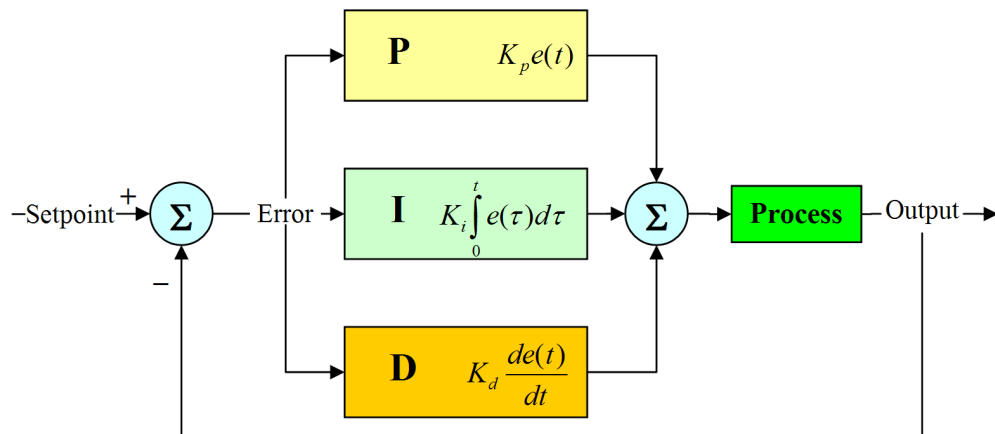 P K_p e(t)
+
Setpoint Σ Error I K_i ∫_0^t e(τ)dτ Σ Process Output
−
D K_d de(t)/dt